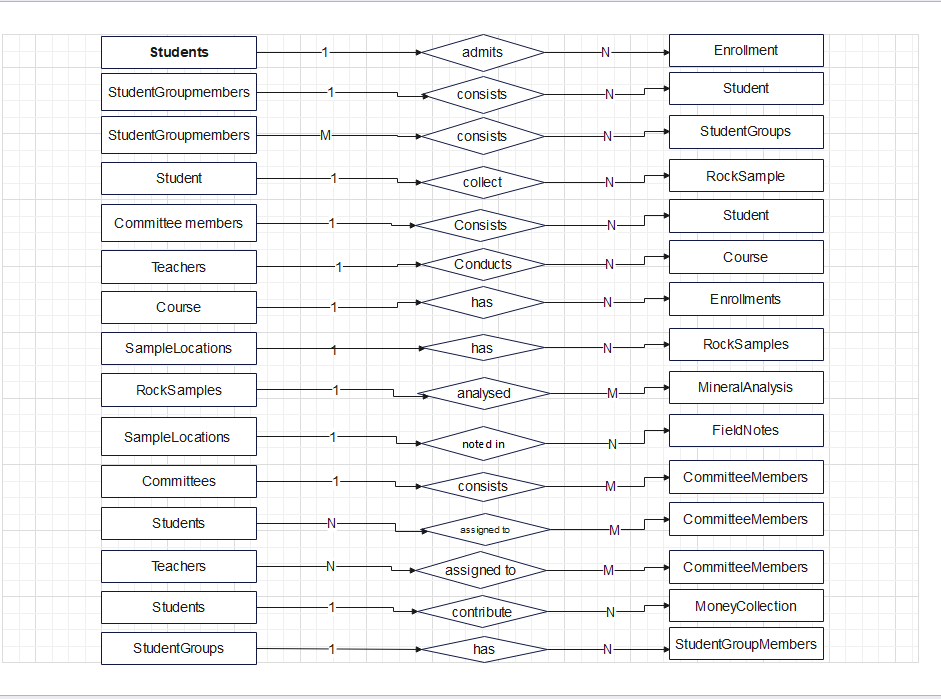 Students 1 admits N Enrollment
StudentGroupmembers 1 consists N Student
StudentGroupmembers M consists N StudentGroups
Student 1 collect N RockSample
Committee members 1 Consists N Student
Teachers 1 Conducts N Course
Course 1 has N Enrollments
SampleLocations 1 has N RockSamples
RockSamples 1 analysed M MineralAnalysis
SampleLocations 1 noted in N FieldNotes
Committees 1 consists M CommitteeMembers
Students N assigned to M CommitteeMembers
Teachers N assigned to M CommitteeMembers
Students 1 contribute N MoneyCollection
StudentGroups 1 has N StudentGroupMembers